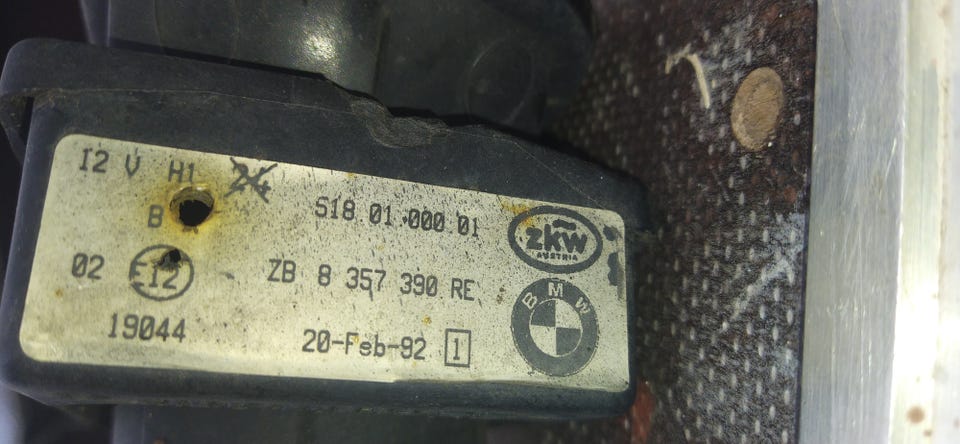 12 V H1 24
B
518.01.000 01
zkw
AUSTRIA
02 E12
ZB 8 357 390 RE
BMW
19044
20-Feb-92 1